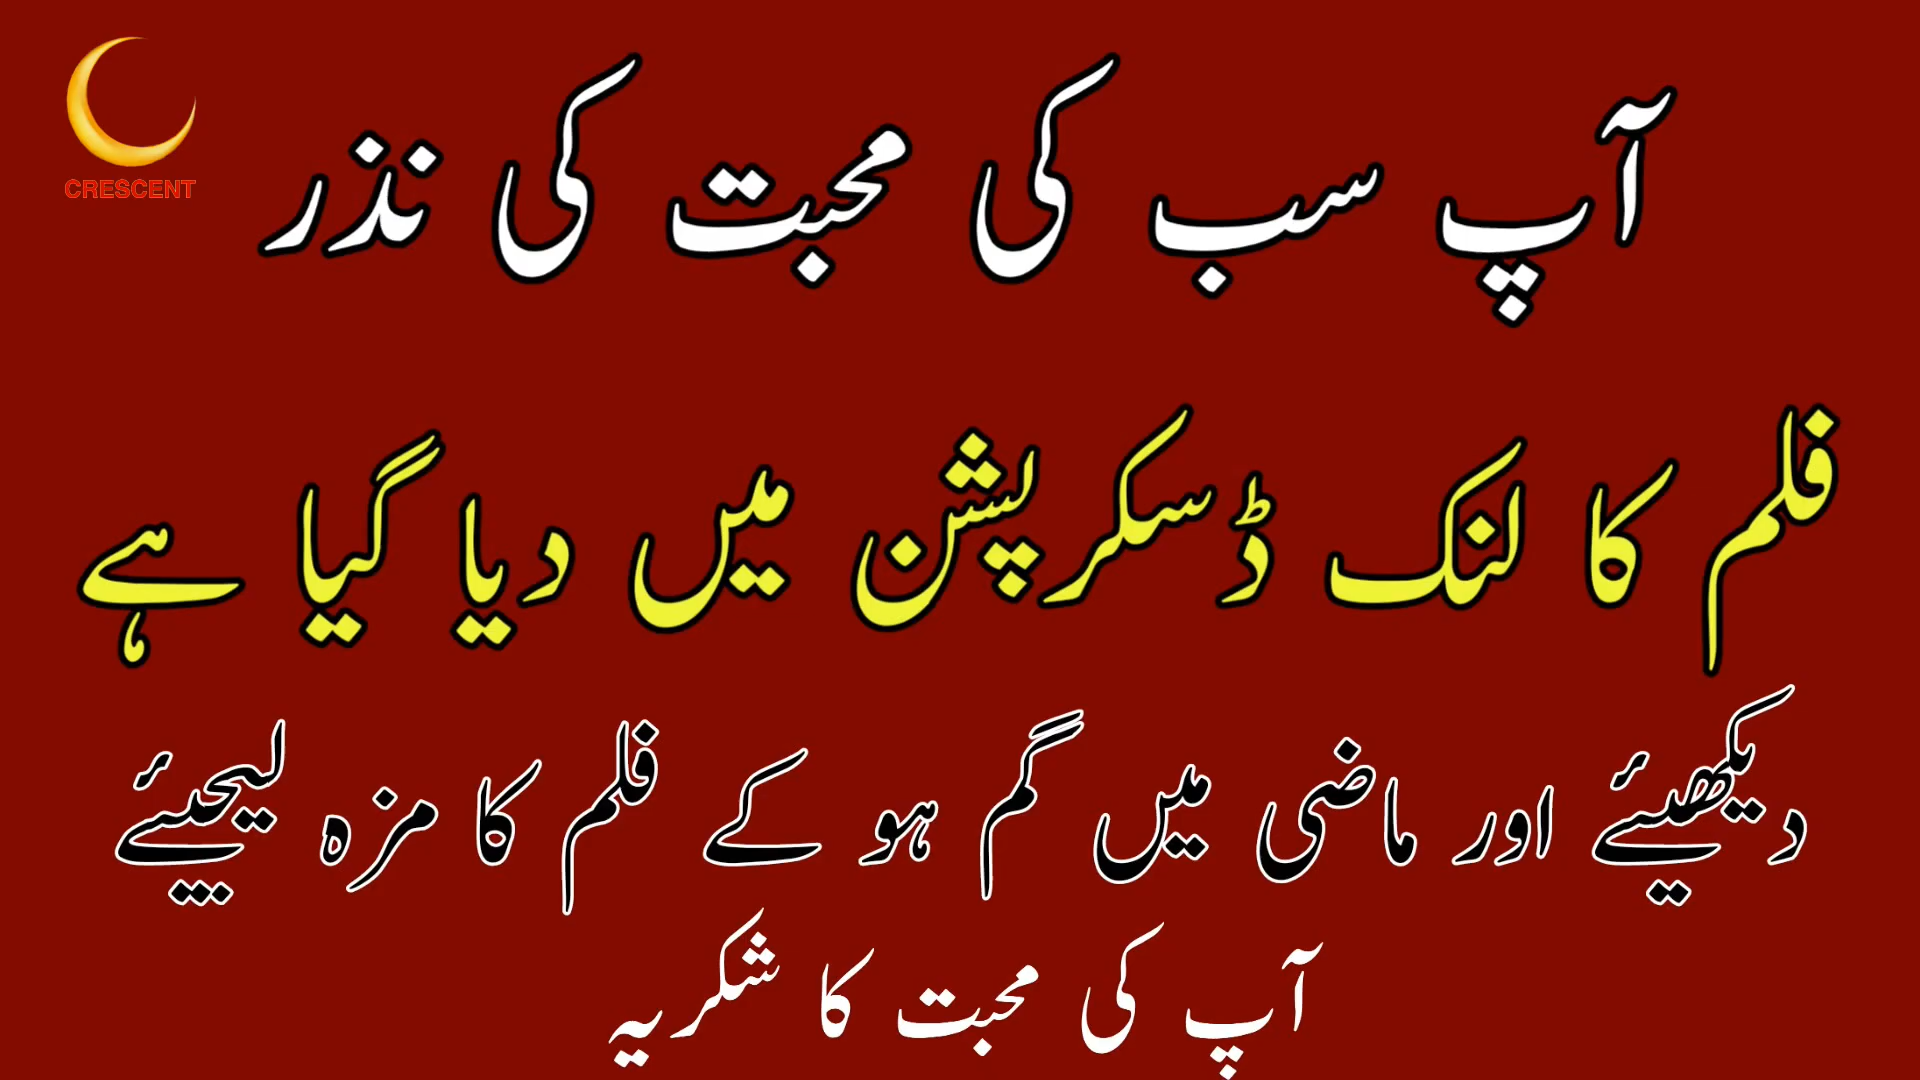 CRESCENT
آپ سب کی محبت کی نذر
فلم کا لنک ڈسکرپشن میں دیا گیا ہے
دیکھیئے اور ماضی میں گم ہو کے فلم کا مزہ لیجیئے
آپ کی محبت کا شکریہ